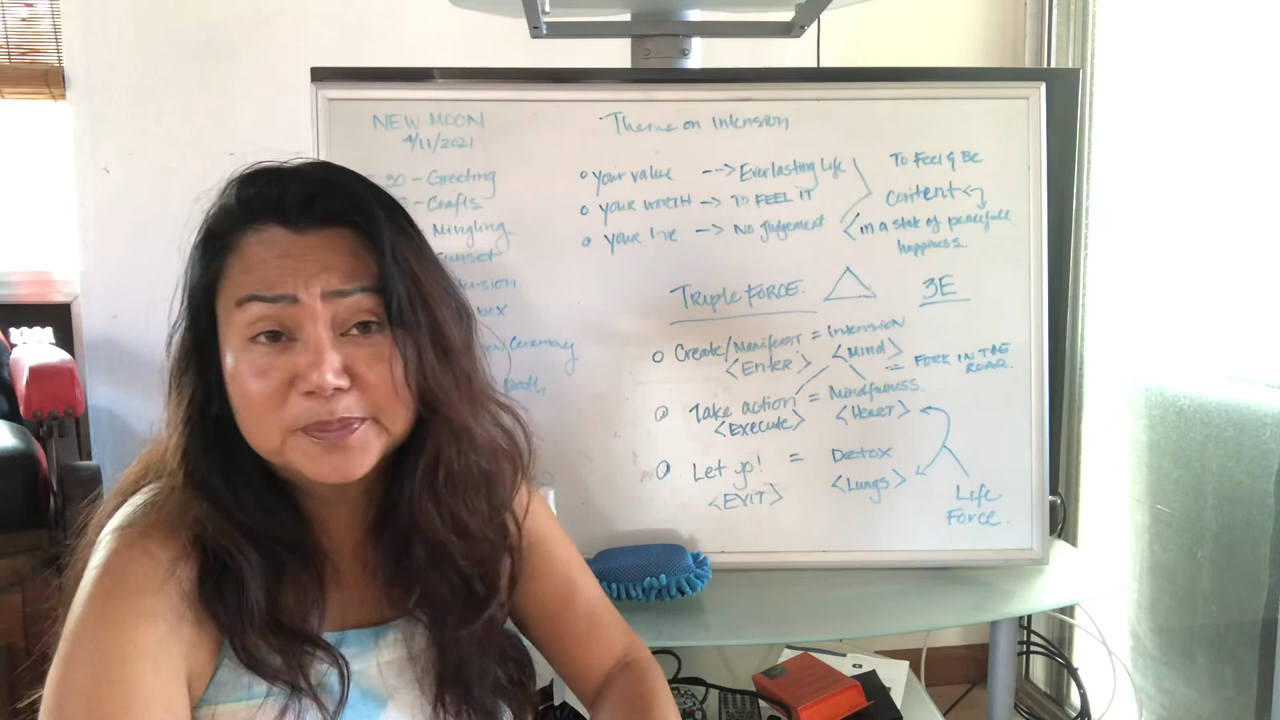 NEW MOON
4/11/2021
30 - Greeting
- Crafts
Mingling
Sunset
Ceremony
Theme on Intension
your value --> Everlasting Life
YOUR WORTH -> TO FEEL IT
your life -> No Judgement
To Feel & Be
content
in a state of peacefull
happiness.
TRIPLE FORCE.
3E
Create/Manifest = Intension
<Enter> <Mind> = FORK IN THE
ROAD.
Take action = Mindfulness
<Execute> <Heart>
Let go! = Detox
<EXIT> <Lungs>
Life
Force.